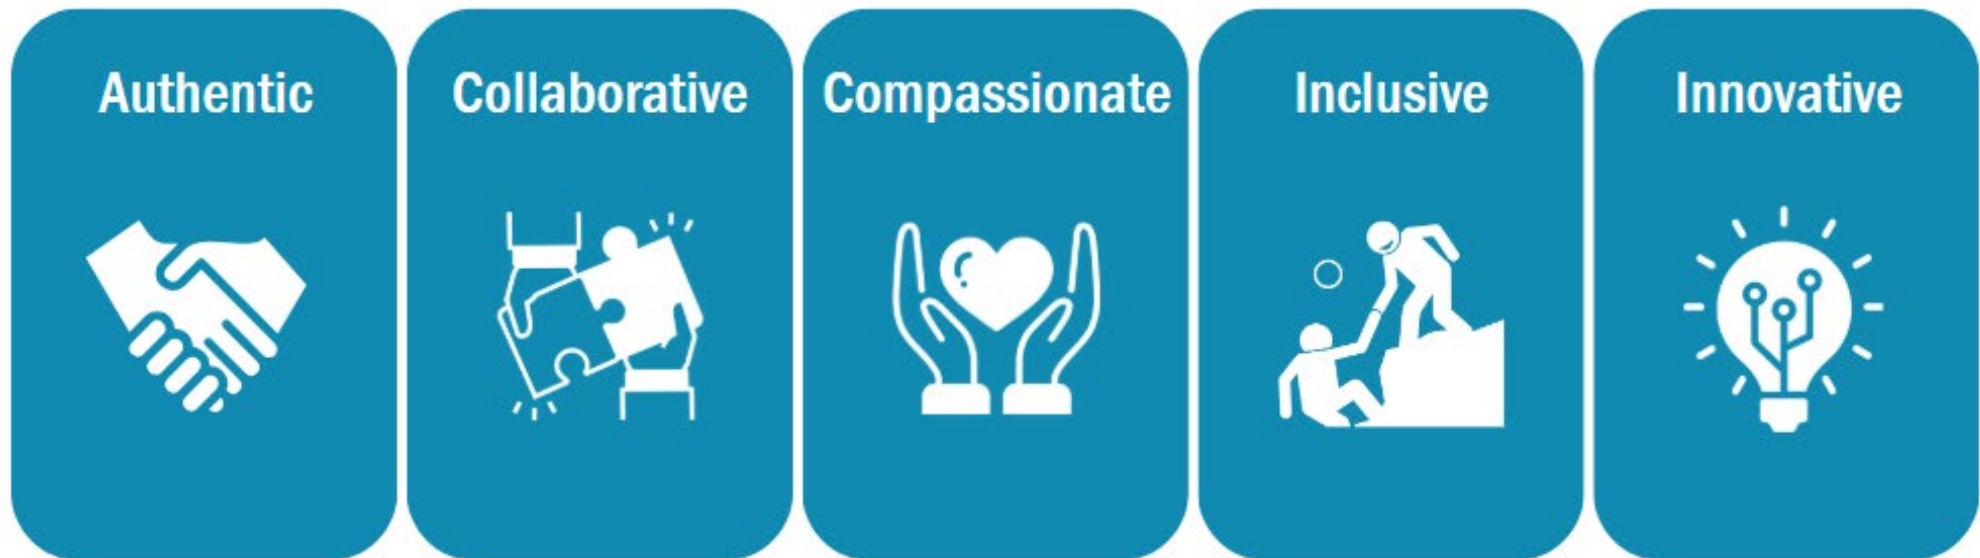 Authentic
Collaborative
Compassionate
Inclusive
Innovative